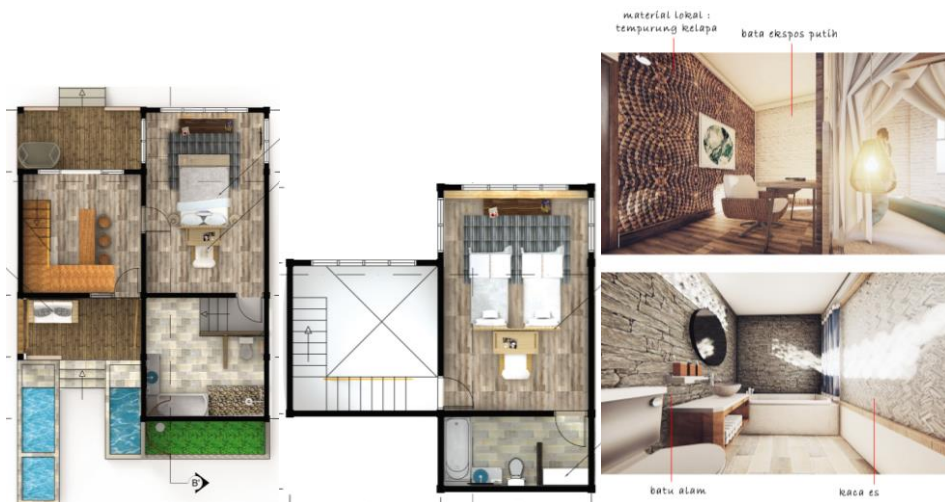 material lokal :
tempurung kelapa
bata ekspos putih
B'
batu alam
kaca es